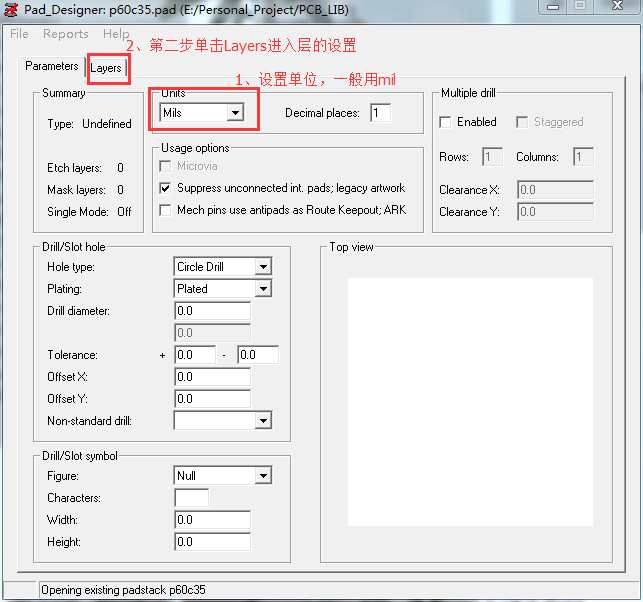 Pad_Designer: p60c35.pad (E:/Personal_Project/PCB_LIB)
File Reports Help
2、第二步单击Layers进入层的设置
Parameters Layers
1、设置单位，一般用mil
Summary
Type: Undefined
Etch layers: 0
Mask layers: 0
Single Mode: Off
Units
Mils
Decimal places: 1
Usage options
Microvia
Suppress unconnected int. pads; legacy artwork
Mech pins use antipads as Route Keepout; ARK
Multiple drill
Enabled Staggered
Rows: 1 Columns: 1
Clearance X: 0.0
Clearance Y: 0.0
Drill/Slot hole
Hole type: Circle Drill
Plating: Plated
Drill diameter: 0.0
0.0
Tolerance: + 0.0 - 0.0
Offset X: 0.0
Offset Y: 0.0
Non-standard drill:
Top view
Drill/Slot symbol
Figure: Null
Characters:
Width: 0.0
Height: 0.0
Opening existing padstack p60c35